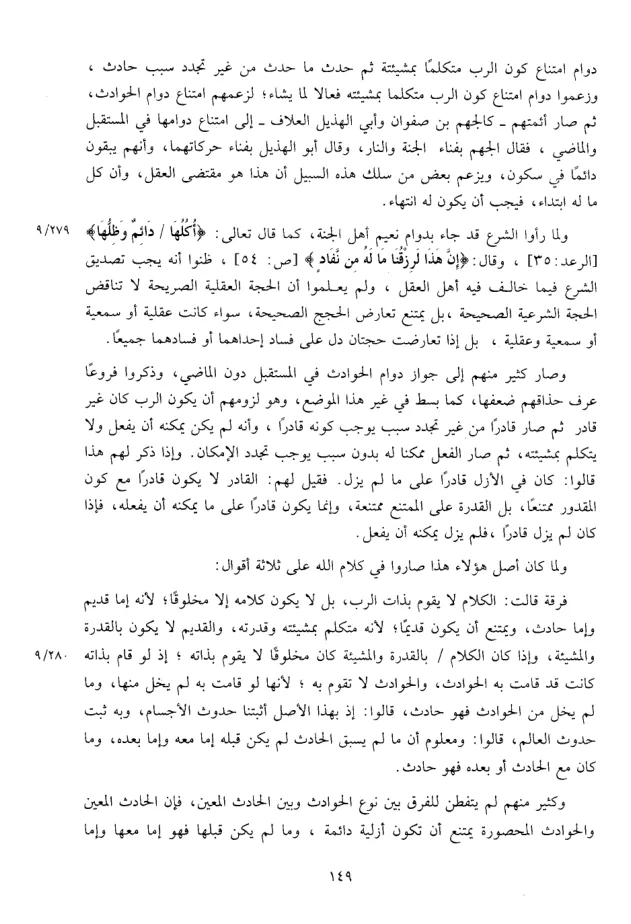 دوام امتناع كون الرب متكلمًا بمشيئته ثم حدث ما حدث من غير تجدد سبب حادث ،
وزعموا دوام امتناع كون الرب متكلما بمشيئته فعالا لما يشاء؛ لزعمهم امتناع دوام الحوادث،
ثم صار أئمتهم ـ كالجهم بن صفوان وأبي الهذيل العلاف ـ إلى امتناع دوامها في المستقبل
والماضي ، فقال الجهم بفناء الجنة والنار، وقال أبو الهذيل بفناء حركاتهما، وأنهم يبقون
دائمًا في سكون، ويزعم بعض من سلك هذه السبيل أن هذا هو مقتضى العقل، وأن كل
ما له ابتداء، فيجب أن يكون له انتهاء.
ولما رأوا الشرع قد جاء بدوام نعيم أهل الجنة، كما قال تعالى: ﴿أُكُلُهَا / دَائِمٌ وَظِلُّهَا﴾ ٩/٢٧٩
[الرعد:٣٥] ، وقال: ﴿إِنَّ هَذَا لَرِزْقُنَا مَا لَهُ مِن نَّفَادٍ﴾ [ص: ٥٤] ، ظنوا أنه يجب تصديق
الشرع فيما خالف فيه أهل العقل ، ولم يعلموا أن الحجة العقلية الصريحة لا تناقض
الحجة الشرعية الصحيحة ،بل يمتنع تعارض الحجج الصحيحة، سواء كانت عقلية أو سمعية
أو سمعية وعقلية ، بل إذا تعارضت حجتان دل على فساد إحداهما أو فسادهما جميعًا.
وصار كثير منهم إلى جواز دوام الحوادث في المستقبل دون الماضي، وذكروا فروعًا
عرف حذاقهم ضعفها، كما بسط في غير هذا الموضع، وهو لزومهم أن يكون الرب كان غير
قادر ثم صار قادرًا من غير تجدد سبب يوجب كونه قادرًا ، وأنه لم يكن يمكنه أن يفعل ولا
يتكلم بمشيئته، ثم صار الفعل ممكنا له بدون سبب يوجب تجدد الإمكان. وإذا ذكر لهم هذا
قالوا: كان في الأزل قادرًا على ما لم يزل. فقيل لهم: القادر لا يكون قادرًا مع كون
المقدور ممتنعًا، بل القدرة على الممتنع ممتنعة، وإنما يكون قادرًا على ما يمكنه أن يفعله، فإذا
كان لم يزل قادرًا ،فلم يزل يمكنه أن يفعل.
ولما كان أصل هؤلاء هذا صاروا في كلام الله على ثلاثة أقوال:
فرقة قالت: الكلام لا يقوم بذات الرب، بل لا يكون كلامه إلا مخلوقًا؛ لأنه إما قديم
وإما حادث، ويمتنع أن يكون قديمًا؛ لأنه متكلم بمشيئته وقدرته، والقديم لا يكون بالقدرة
والمشيئة، وإذا كان الكلام / بالقدرة والمشيئة كان مخلوقًا لا يقوم بذاته ؛ إذ لو قام بذاته ٩/٢٨٠
كانت قد قامت به الحوادث، والحوادث لا تقوم به ؛ لأنها لو قامت به لم يخل منها، وما
لم يخل من الحوادث فهو حادث، قالوا: إذ بهذا الأصل أثبتنا حدوث الأجسام، وبه ثبت
حدوث العالم، قالوا: ومعلوم أن ما لم يسبق الحادث لم يكن قبله إما معه وإما بعده، وما
كان مع الحادث أو بعده فهو حادث.
وكثير منهم لم يتفطن للفرق بين نوع الحوادث وبين الحادث المعين، فإن الحادث المعين
والحوادث المحصورة يمتنع أن تكون أزلية دائمة ، وما لم يكن قبلها فهو إما معها وإما
١٤٩